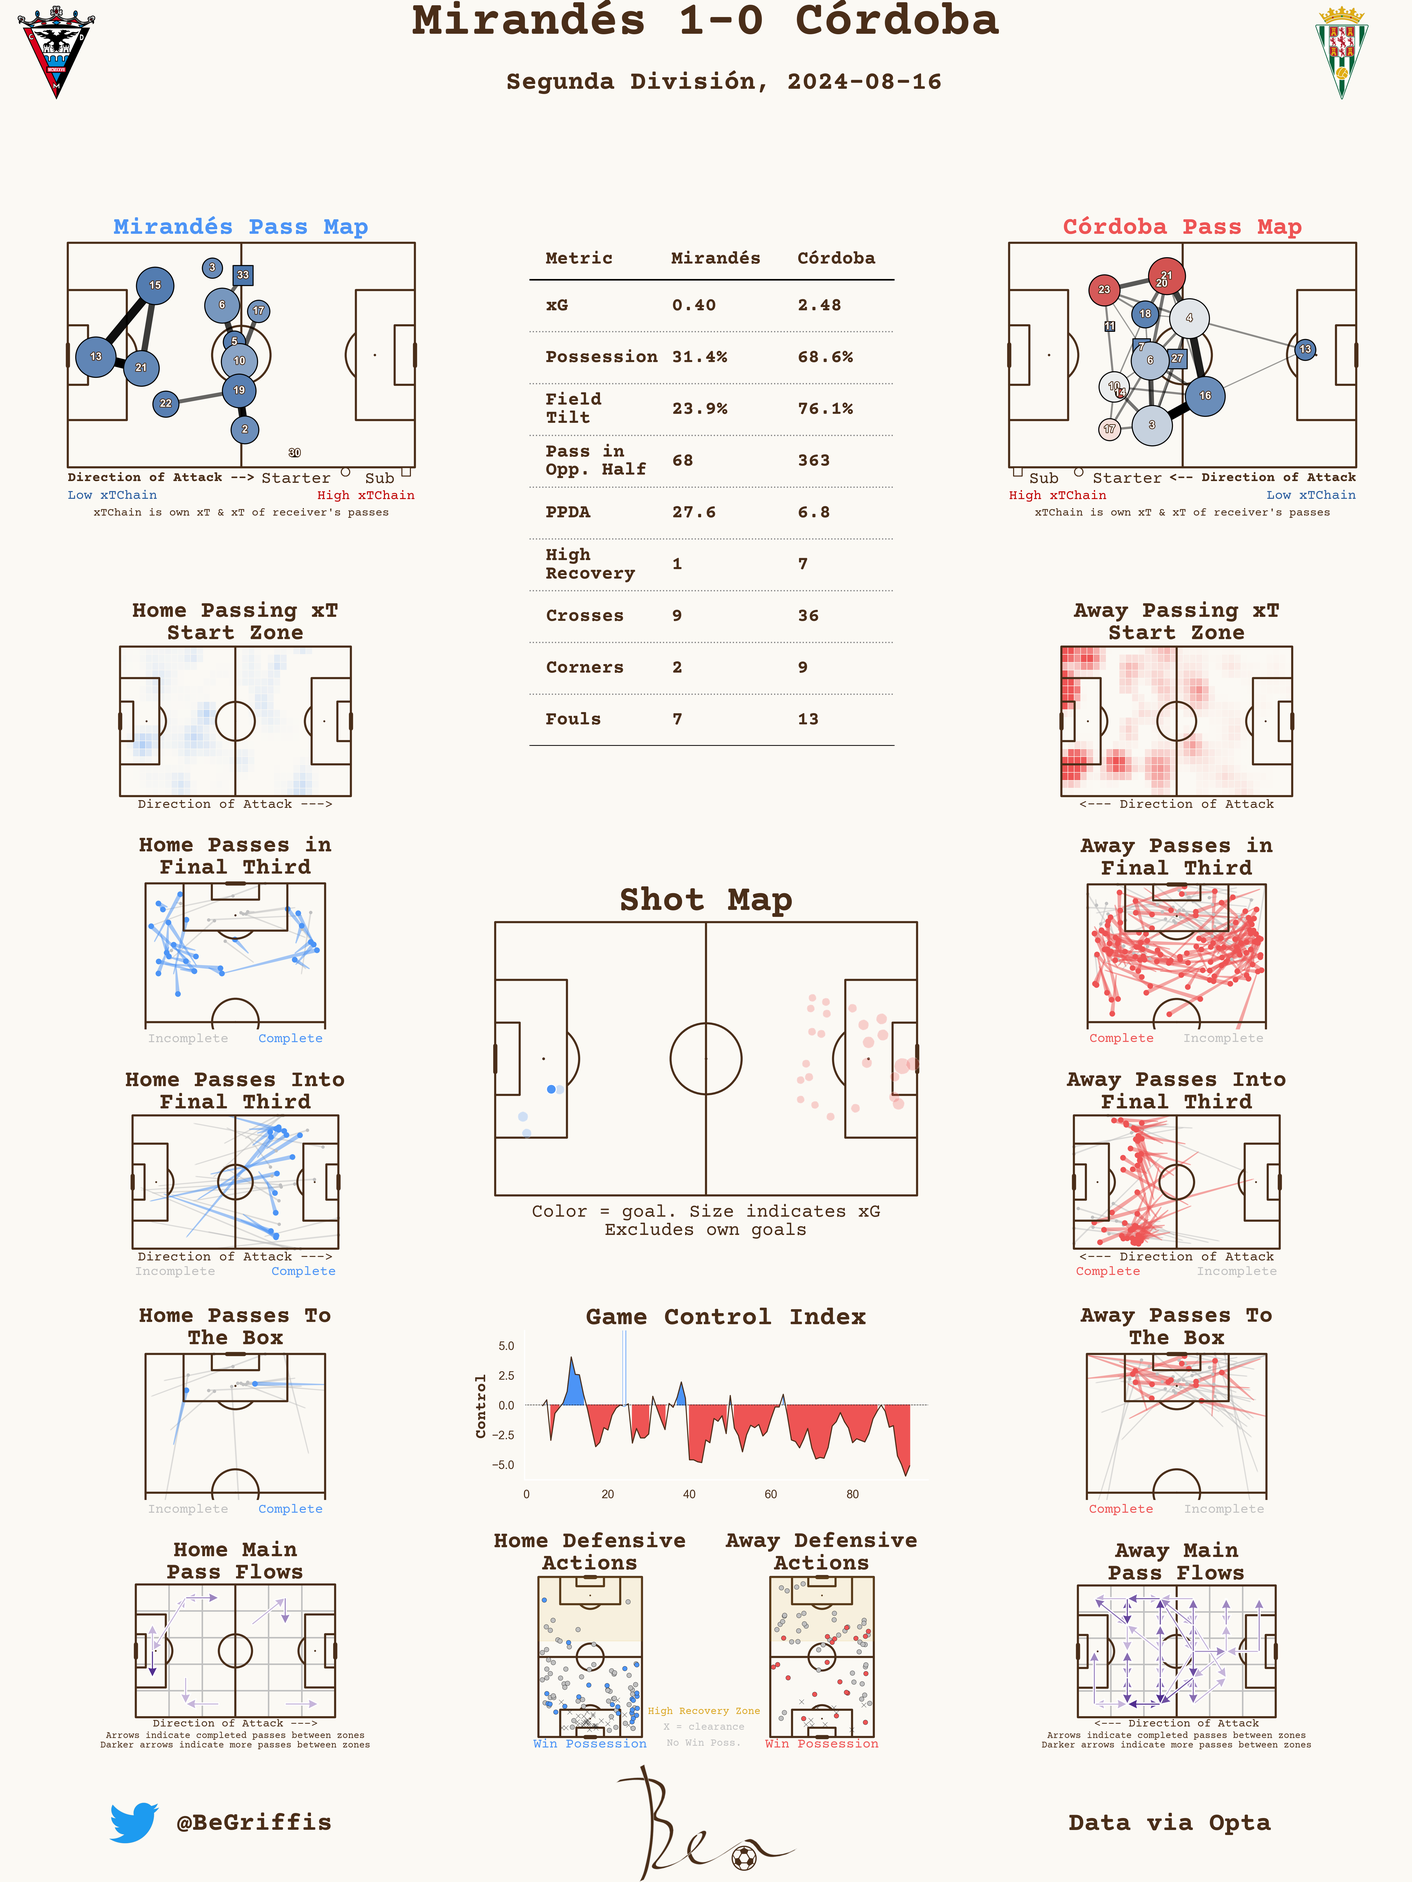 Mirandés 1-0 Córdoba
Segunda División, 2024-08-16
Mirandés Pass Map
3
33
15
6
17
5
13
10
21
19
22
2
30
Direction of Attack --> Starter Sub
Low xTChain High xTChain
xTChain is own xT & xT of receiver's passes
Metric Mirandés Córdoba
xG 0.40 2.48
Possession 31.4% 68.6%
Field
Tilt 23.9% 76.1%
Pass in
Opp. Half 68 363
PPDA 27.6 6.8
High
Recovery 1 7
Crosses 9 36
Corners 2 9
Fouls 7 13
Córdoba Pass Map
21
20
23
18
4
11
7
6
27
13
10
14
16
3
17
Sub Starter <-- Direction of Attack
High xTChain Low xTChain
xTChain is own xT & xT of receiver's passes
Home Passing xT
Start Zone
Direction of Attack --->
Away Passing xT
Start Zone
<--- Direction of Attack
Home Passes in
Final Third
Incomplete Complete
Away Passes in
Final Third
Complete Incomplete
Shot Map
Color = goal. Size indicates xG
Excludes own goals
Home Passes Into
Final Third
Direction of Attack --->
Incomplete Complete
Away Passes Into
Final Third
<--- Direction of Attack
Complete Incomplete
Home Passes To
The Box
Incomplete Complete
Game Control Index
Control
5.0
2.5
0.0
−2.5
−5.0
0 20 40 60 80
Away Passes To
The Box
Complete Incomplete
Home Main
Pass Flows
Direction of Attack --->
Arrows indicate completed passes between zones
Darker arrows indicate more passes between zones
Home Defensive
Actions
Win Possession
High Recovery Zone
X = clearance
No Win Poss.
Away Defensive
Actions
Win Possession
Away Main
Pass Flows
<--- Direction of Attack
Arrows indicate completed passes between zones
Darker arrows indicate more passes between zones
@BeGriffis
Data via Opta